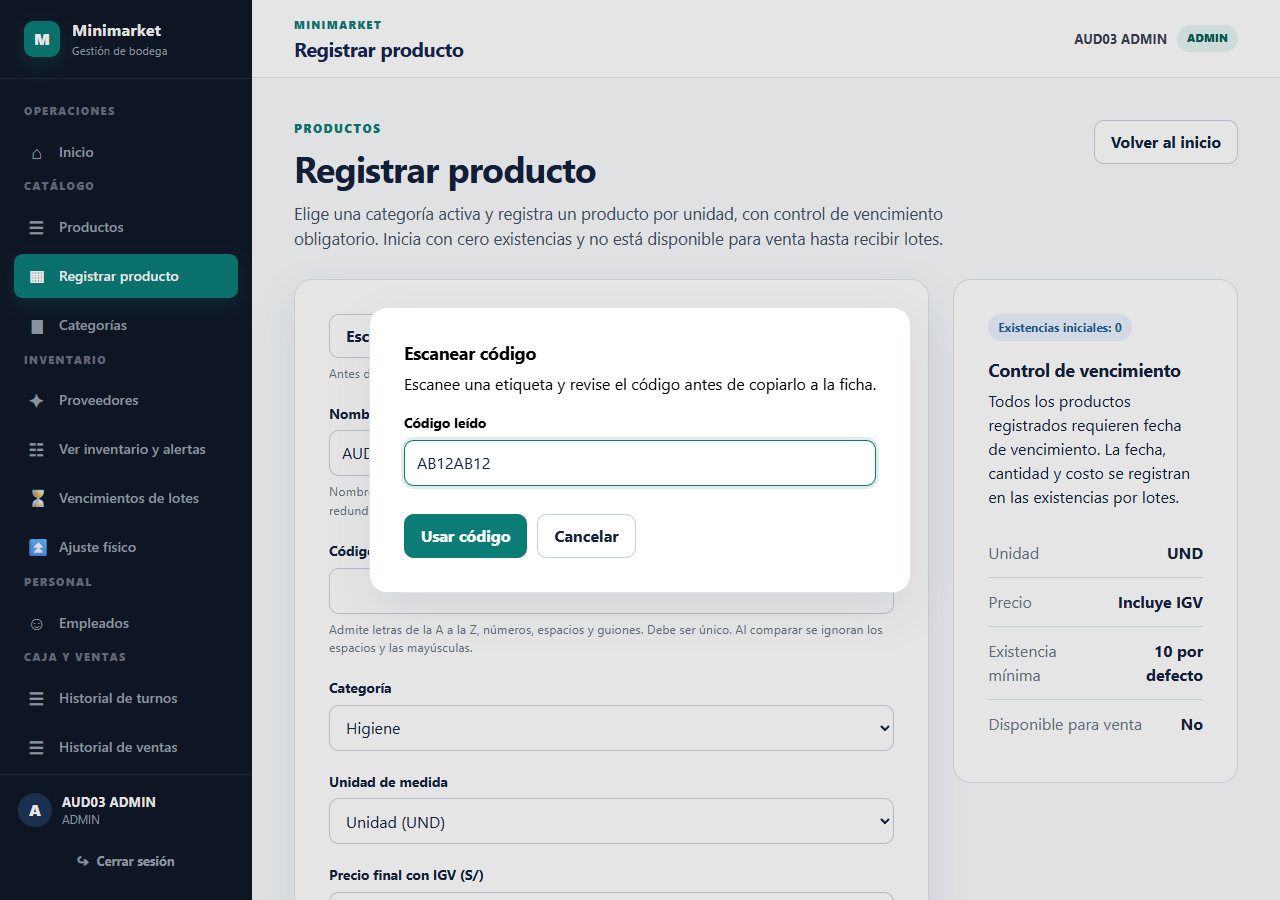 M
Minimarket
Gestión de bodega
OPERACIONES
Inicio
CATÁLOGO
Productos
Registrar producto
Categorías
INVENTARIO
Proveedores
Ver inventario y alertas
Vencimientos de lotes
Ajuste físico
PERSONAL
Empleados
CAJA Y VENTAS
Historial de turnos
Historial de ventas
A
AUD03 ADMIN
ADMIN
Cerrar sesión
MINIMARKET
Registrar producto
AUD03 ADMIN
ADMIN
PRODUCTOS
Registrar producto
Volver al inicio
Elige una categoría activa y registra un producto por unidad, con control de vencimiento
obligatorio. Inicia con cero existencias y no está disponible para venta hasta recibir lotes.
Esc
Antes d
Nomb
AUD
Nombr
redund
Códig
Escanear código
Escanee una etiqueta y revise el código antes de copiarlo a la ficha.
Código leído
AB12AB12
Usar código
Cancelar
Admite letras de la A a la Z, números, espacios y guiones. Debe ser único. Al comparar se ignoran los
espacios y las mayúsculas.
Categoría
Higiene
Unidad de medida
Unidad (UND)
Precio final con IGV (S/)
Existencias iniciales: 0
Control de vencimiento
Todos los productos
registrados requieren fecha
de vencimiento. La fecha,
cantidad y costo se registran
en las existencias por lotes.
Unidad UND
Precio Incluye IGV
Existencia 10 por
mínima defecto
Disponible para venta No